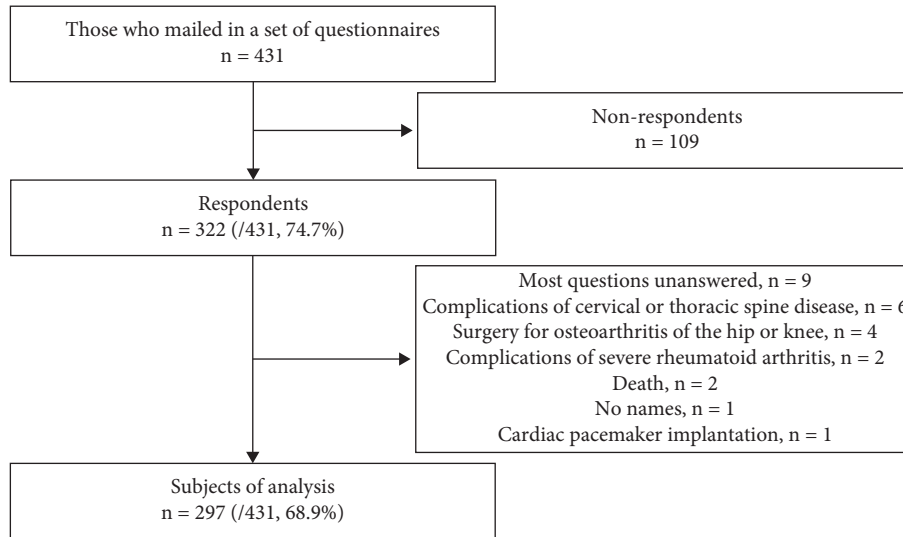 Those who mailed in a set of questionnaires
n = 431
Non-respondents
n = 109
Respondents
n = 322 (/431, 74.7%)
Most questions unanswered, n = 9
Complications of cervical or thoracic spine disease, n = 6
Surgery for osteoarthritis of the hip or knee, n = 4
Complications of severe rheumatoid arthritis, n = 2
Death, n = 2
No names, n = 1
Cardiac pacemaker implantation, n = 1
Subjects of analysis
n = 297 (/431, 68.9%)